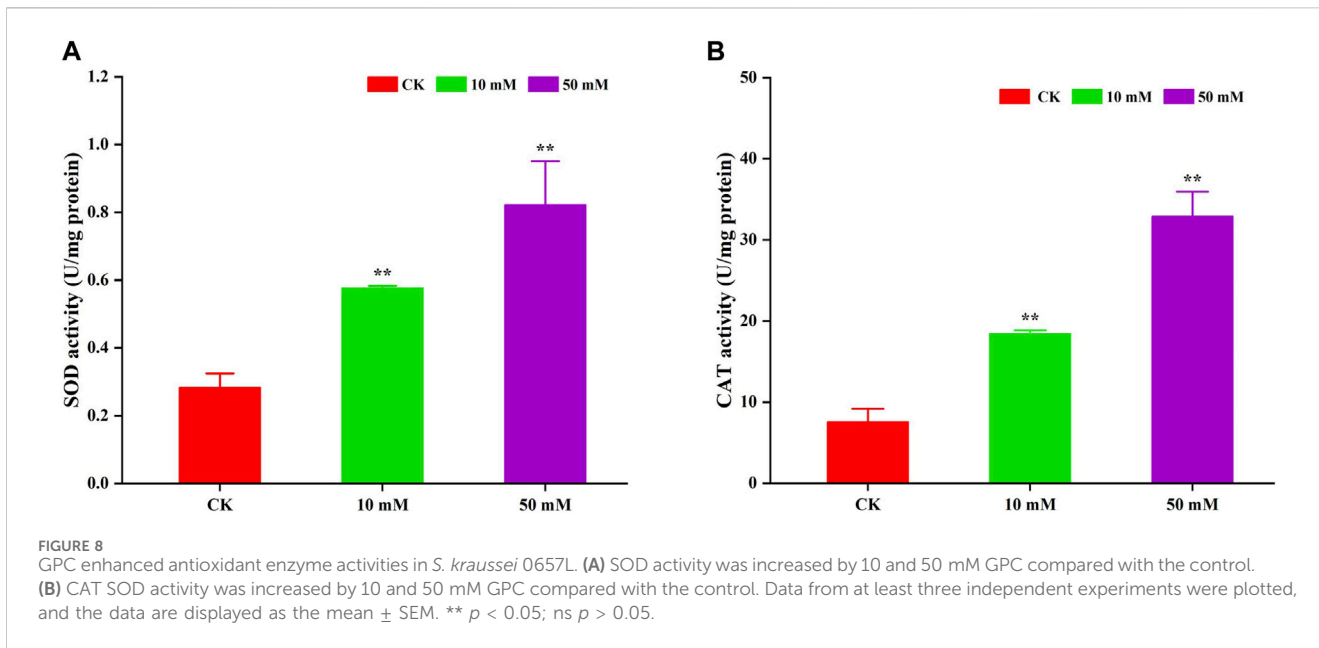 A
CK 10 mM 50 mM
SOD activity (U/mg protein)
1.2
1.0
0.8
0.6
0.4
0.2
0.0
**
**
CK 10 mM 50 mM
B
CK 10 mM 50 mM
CAT activity (U/mg protein)
50
40
30
20
10
0
**
**
CK 10 mM 50 mM
FIGURE 8
GPC enhanced antioxidant enzyme activities in S. kraussei 0657L. (A) SOD activity was increased by 10 and 50 mM GPC compared with the control.
(B) CAT SOD activity was increased by 10 and 50 mM GPC compared with the control. Data from at least three independent experiments were plotted,
and the data are displayed as the mean ± SEM. ** p < 0.05; ns p > 0.05.